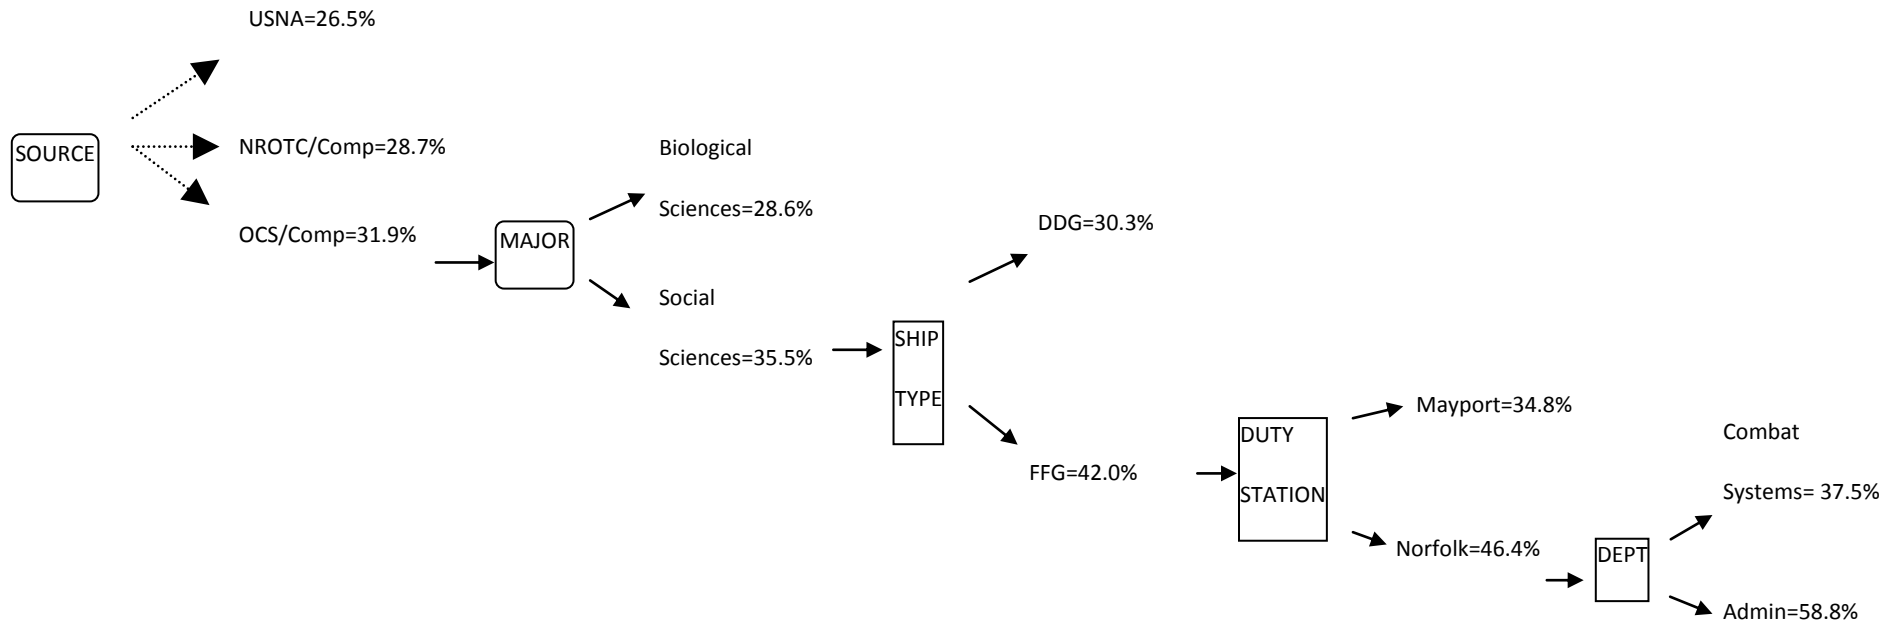 USNA=26.5%
SOURCE
NROTC/Comp=28.7%
OCS/Comp=31.9%
MAJOR
Biological
Sciences=28.6%
Social
Sciences=35.5%
SHIP
TYPE
DDG=30.3%
FFG=42.0%
DUTY
STATION
Mayport=34.8%
Norfolk=46.4%
DEPT
Combat
Systems= 37.5%
Admin=58.8%